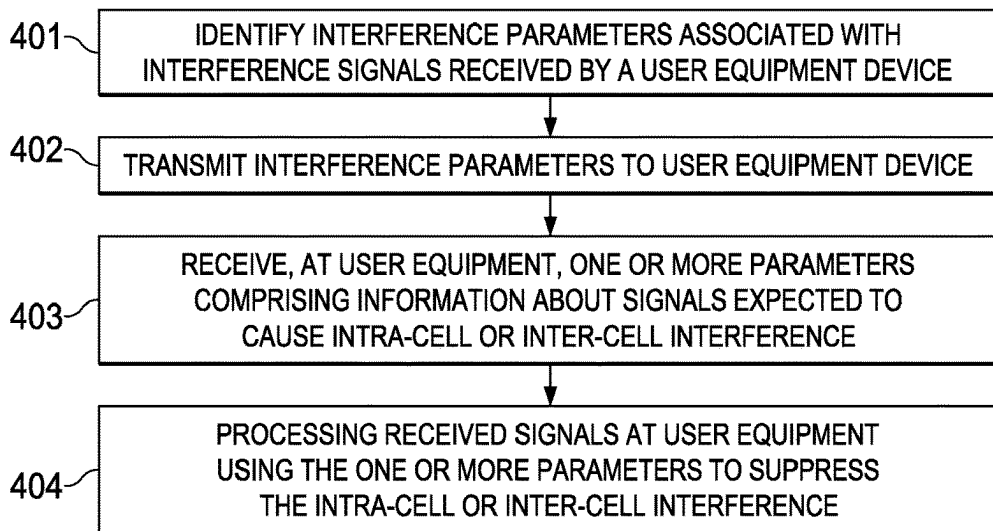 401
IDENTIFY INTERFERENCE PARAMETERS ASSOCIATED WITH
INTERFERENCE SIGNALS RECEIVED BY A USER EQUIPMENT DEVICE
402
TRANSMIT INTERFERENCE PARAMETERS TO USER EQUIPMENT DEVICE
403
RECEIVE, AT USER EQUIPMENT, ONE OR MORE PARAMETERS
COMPRISING INFORMATION ABOUT SIGNALS EXPECTED TO
CAUSE INTRA-CELL OR INTER-CELL INTERFERENCE
404
PROCESSING RECEIVED SIGNALS AT USER EQUIPMENT
USING THE ONE OR MORE PARAMETERS TO SUPPRESS
THE INTRA-CELL OR INTER-CELL INTERFERENCE